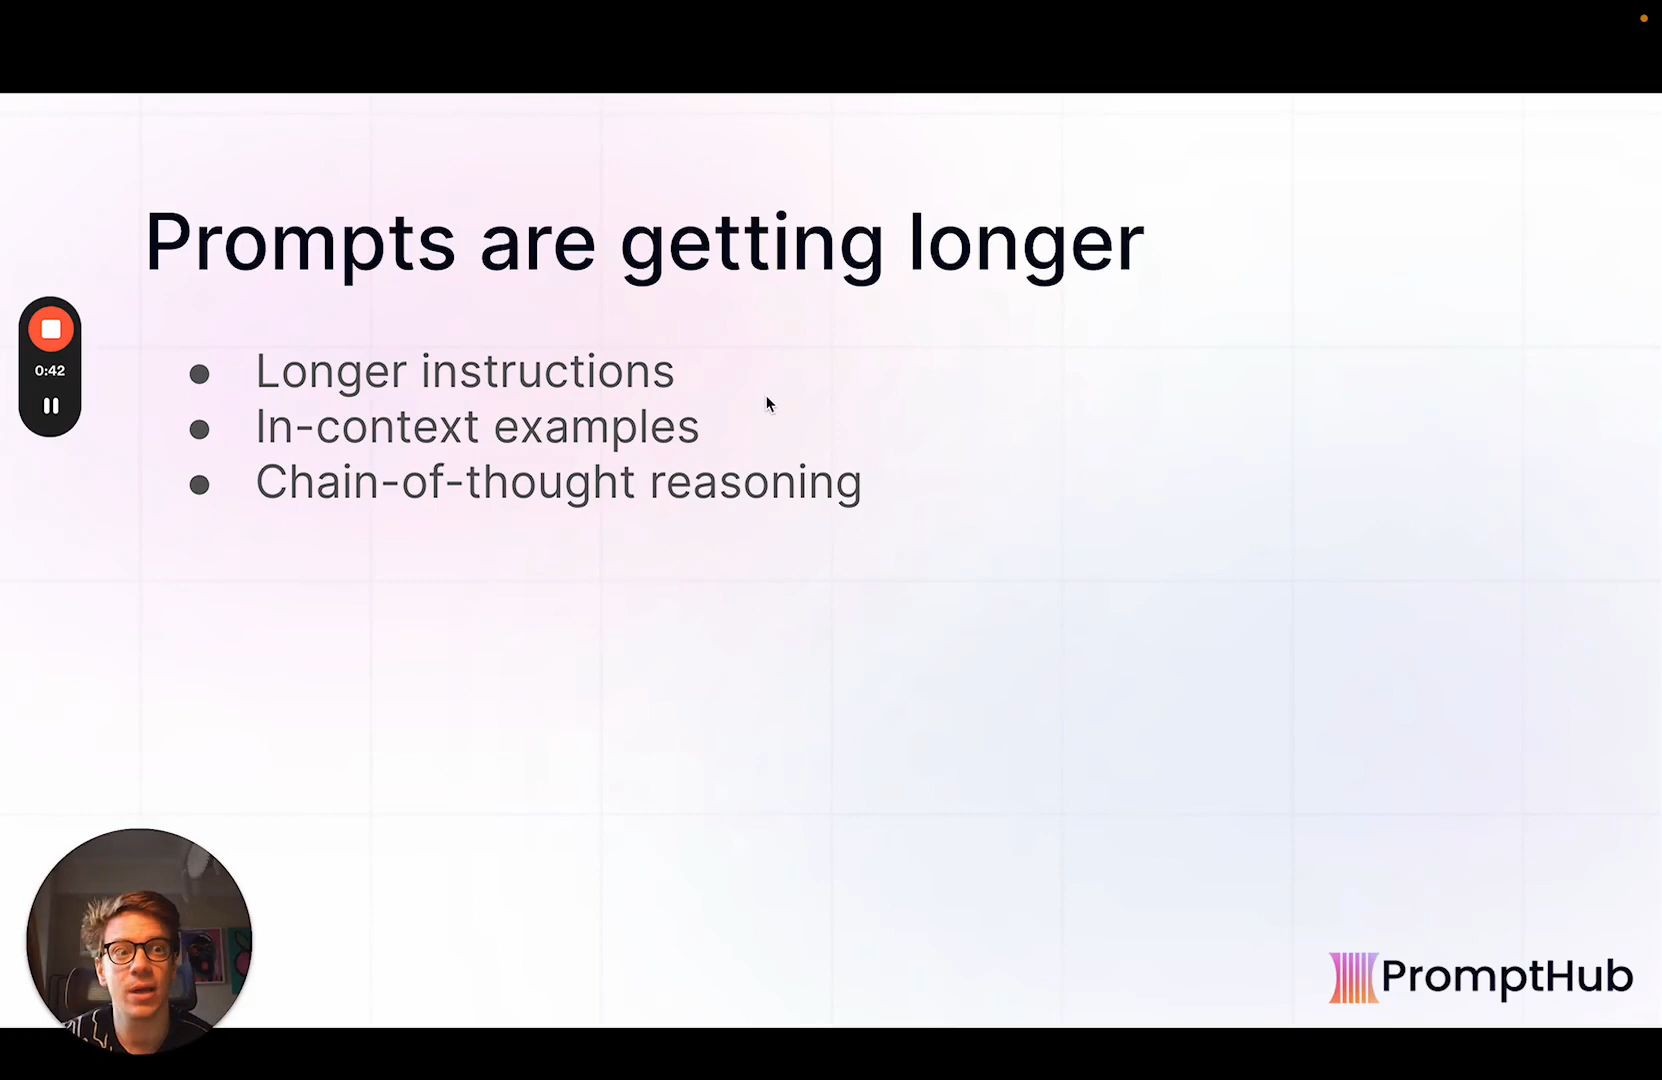 Prompts are getting longer
0:42
● Longer instructions
● In-context examples
● Chain-of-thought reasoning
PromptHub